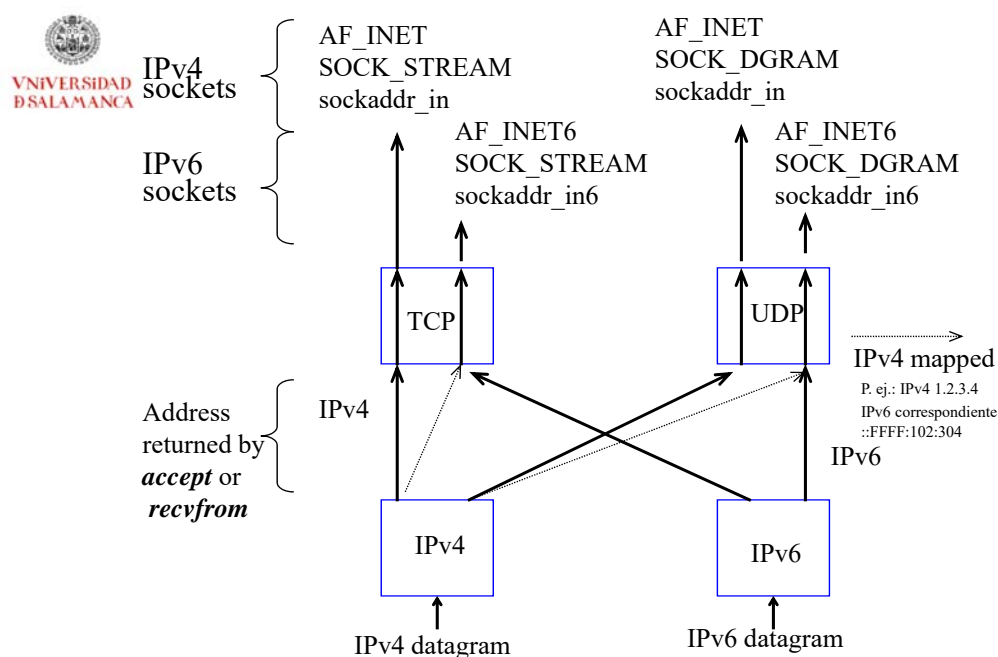 VNiVERSiDAD
Ð SALAMANCA
IPv4
sockets
AF_INET
SOCK_STREAM
sockaddr_in
AF_INET
SOCK_DGRAM
sockaddr_in
IPv6
sockets
AF_INET6
SOCK_STREAM
sockaddr_in6
AF_INET6
SOCK_DGRAM
sockaddr_in6
TCP
UDP
IPv4 mapped
P. ej.: IPv4 1.2.3.4
IPv6 correspondiente
::FFFF:102:304
Address
returned by
accept or
recvfrom
IPv4
IPv6
IPv4
IPv6
IPv4 datagram
IPv6 datagram